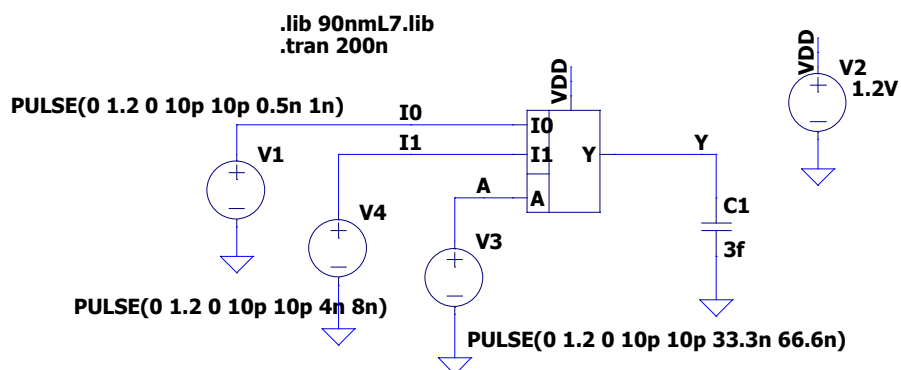 .lib 90nmL7.lib
.tran 200n
VDD
VDD
V2
1.2V
PULSE(0 1.2 0 10p 10p 0.5n 1n)
I0
I0
V1
I1
I1
Y
Y
A
A
V4
V3
C1
3f
PULSE(0 1.2 0 10p 10p 4n 8n)
PULSE(0 1.2 0 10p 10p 33.3n 66.6n)